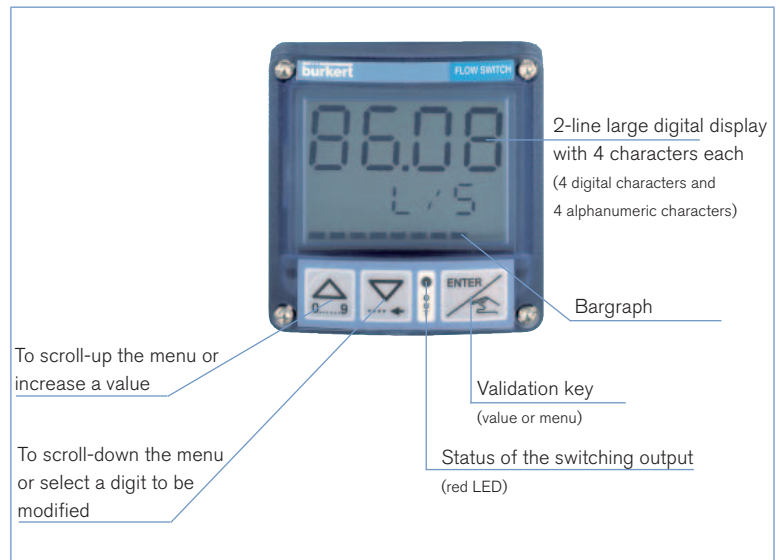 burkert
FLOW SWITCH
86.08
L/S
0......9
OUT
ENTER
2-line large digital display
with 4 characters each
(4 digital characters and
4 alphanumeric characters)
Bargraph
To scroll-up the menu or
increase a value
Validation key
(value or menu)
To scroll-down the menu
or select a digit to be
modified
Status of the switching output
(red LED)